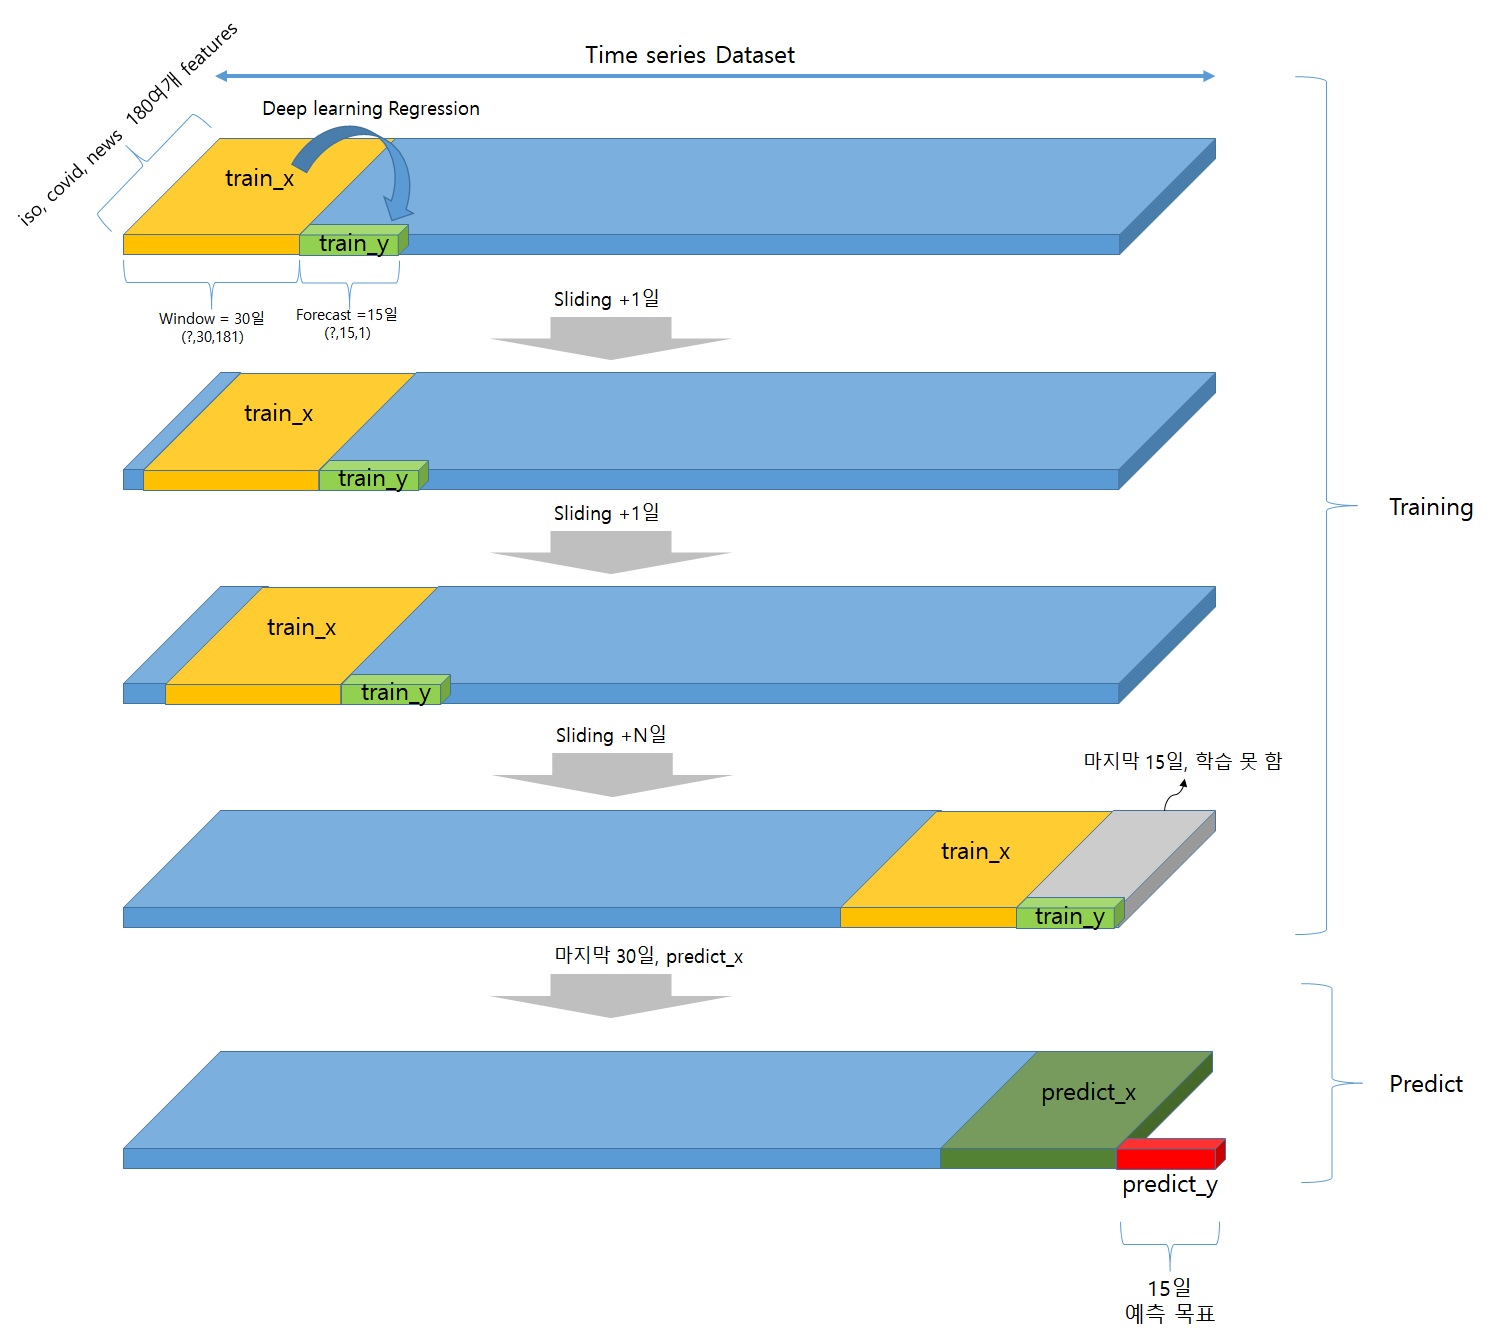 Time series Dataset
iso, covid, news 180여개 features
Deep learning Regression
train_x
train_y
Window = 30일
(?,30,181)
Forecast =15일
(?,15,1)
Sliding +1일
train_x
train_y
Sliding +1일
train_x
train_y
Training
Sliding +N일
마지막 15일, 학습 못 함
train_x
train_y
마지막 30일, predict_x
predict_x
Predict
predict_y
15일
예측 목표